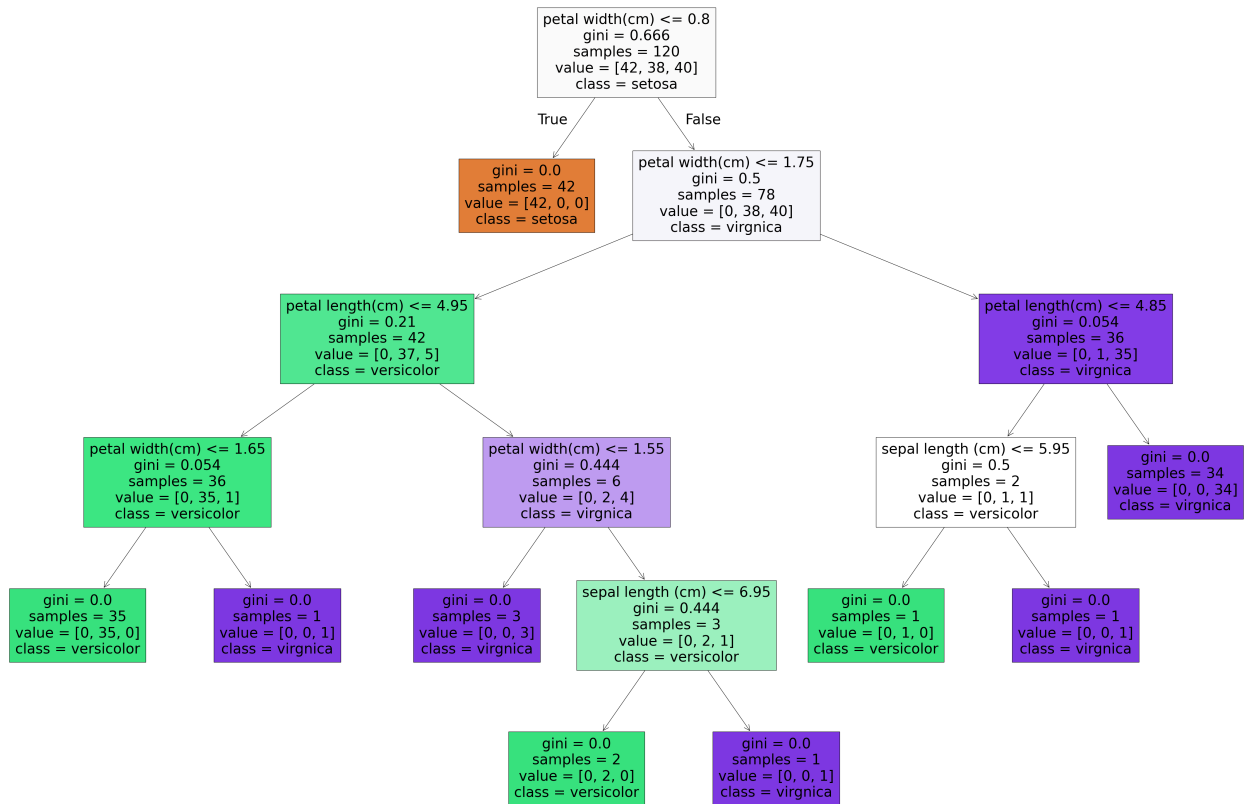 petal width(cm) <= 0.8
gini = 0.666
samples = 120
value = [42, 38, 40]
class = setosa
True
False
gini = 0.0
samples = 42
value = [42, 0, 0]
class = setosa
petal width(cm) <= 1.75
gini = 0.5
samples = 78
value = [0, 38, 40]
class = virgnica
petal length(cm) <= 4.95
gini = 0.21
samples = 42
value = [0, 37, 5]
class = versicolor
petal length(cm) <= 4.85
gini = 0.054
samples = 36
value = [0, 1, 35]
class = virgnica
petal width(cm) <= 1.65
gini = 0.054
samples = 36
value = [0, 35, 1]
class = versicolor
petal width(cm) <= 1.55
gini = 0.444
samples = 6
value = [0, 2, 4]
class = virgnica
sepal length (cm) <= 5.95
gini = 0.5
samples = 2
value = [0, 1, 1]
class = versicolor
gini = 0.0
samples = 34
value = [0, 0, 34]
class = virgnica
gini = 0.0
samples = 35
value = [0, 35, 0]
class = versicolor
gini = 0.0
samples = 1
value = [0, 0, 1]
class = virgnica
gini = 0.0
samples = 3
value = [0, 0, 3]
class = virgnica
sepal length (cm) <= 6.95
gini = 0.444
samples = 3
value = [0, 2, 1]
class = versicolor
gini = 0.0
samples = 1
value = [0, 1, 0]
class = versicolor
gini = 0.0
samples = 1
value = [0, 0, 1]
class = virgnica
gini = 0.0
samples = 2
value = [0, 2, 0]
class = versicolor
gini = 0.0
samples = 1
value = [0, 0, 1]
class = virgnica